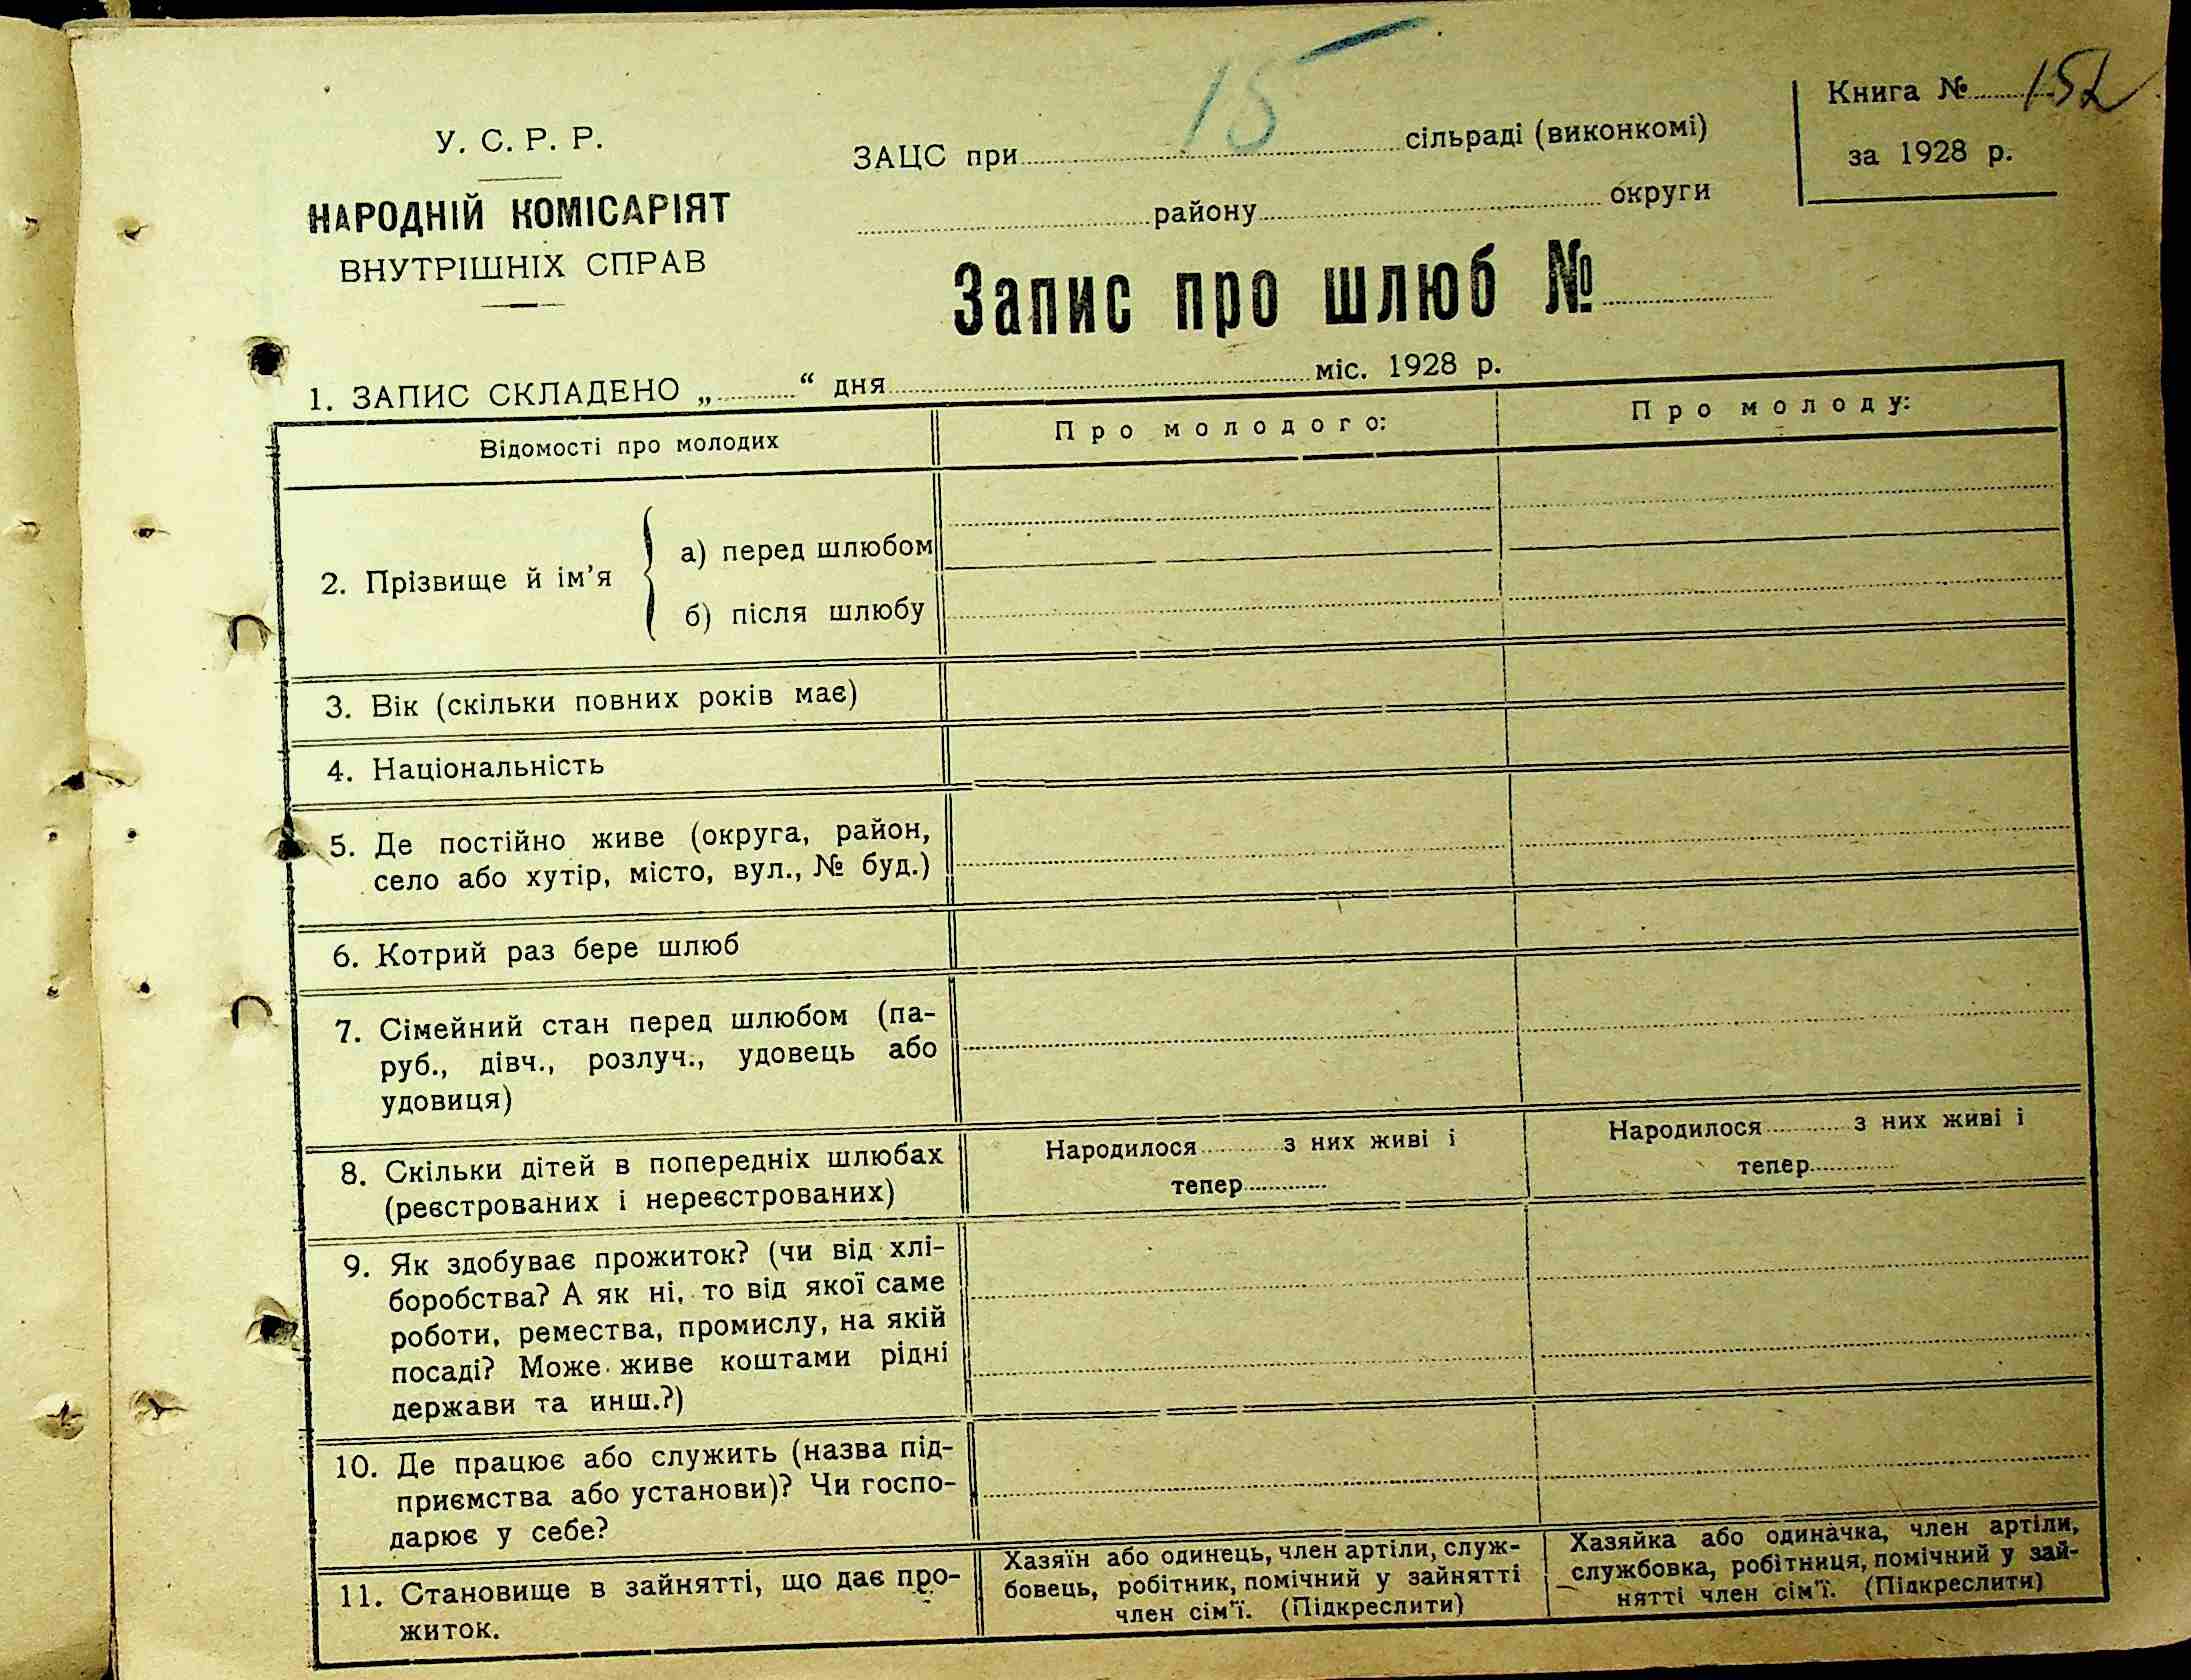 У. С. Р. Р.
НАРОДНІЙ КОМІСАРІЯТ
ВНУТРІШНІХ СПРАВ
15
ЗАЦС при сільраді (виконкомі)
району округи
Книга № 152
за 1928 р.
Запис про шлюб №
1. ЗАПИС СКЛАДЕНО „ “ дня міс. 1928 р.
Відомості про молодих
Про молодого:
Про молоду:
2. Прізвище й ім’я
а) перед шлюбом
б) після шлюбу
3. Вік (скільки повних років має)
4. Національність
5. Де постійно живе (округа, район,
село або хутір, місто, вул., № буд.)
6. Котрий раз бере шлюб
7. Сімейний стан перед шлюбом (па-
руб., дівч., розлуч., удовець або
удовиця)
8. Скільки дітей в попередніх шлюбах
(реєстрованих і нереєстрованих)
Народилося з них живі і
тепер
Народилося з них живі і
тепер
9. Як здобуває прожиток? (чи від хлі-
боробства? А як ні, то від якої саме
роботи, ремества, промислу, на якій
посаді? Може живе коштами рідні
держави та инш.?)
10. Де працює або служить (назва під-
приємства або установи)? Чи госпо-
дарює у себе?
11. Становище в зайнятті, що дає про-
житок.
Хазяїн або одинець, член артіли, служ-
бовець, робітник, помічний у зайнятті
член сім’ї. (Підкреслити)
Хазяйка або одиначка, член артіли,
службовка, робітниця, помічний у зай-
нятті член сім’ї. (Підкреслити)